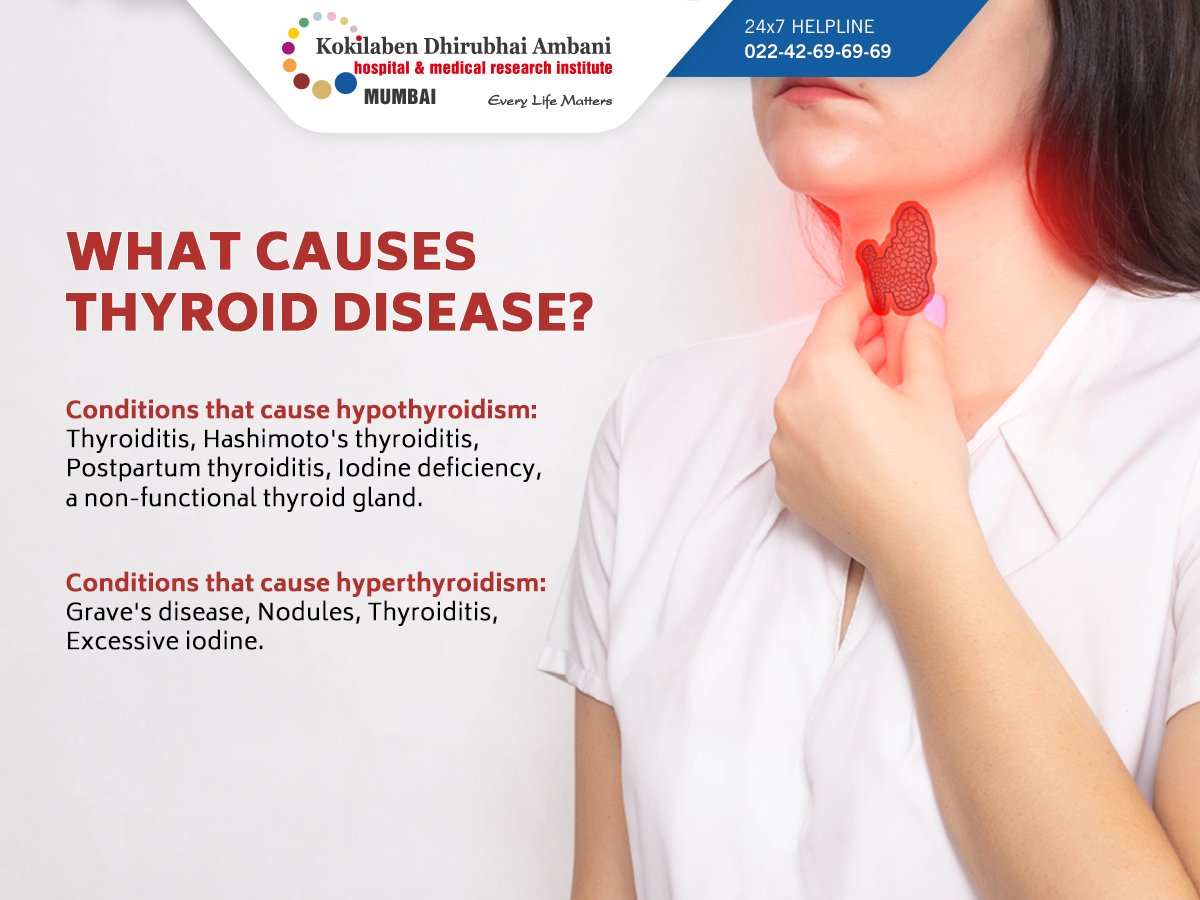 Kokilaben Dhirubhai Ambani
hospital & medical research institute
MUMBAI
Every Life Matters
24x7 HELPLINE
022-42-69-69-69
WHAT CAUSES
THYROID DISEASE?
Conditions that cause hypothyroidism:
Thyroiditis, Hashimoto's thyroiditis,
Postpartum thyroiditis, Iodine deficiency,
a non-functional thyroid gland.
Conditions that cause hyperthyroidism:
Grave's disease, Nodules, Thyroiditis,
Excessive iodine.